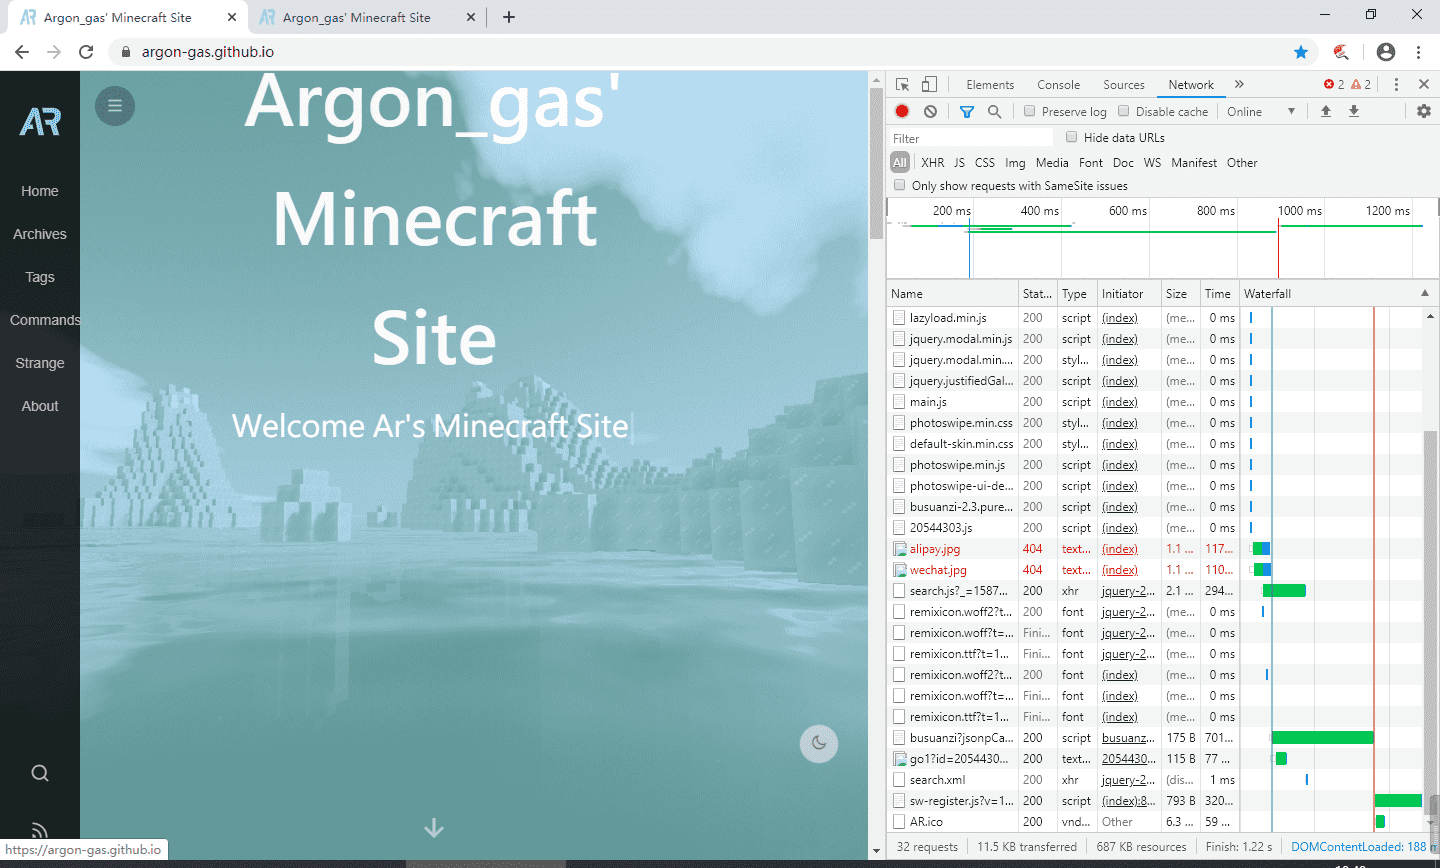 Argon_gas' Minecraft Site
Argon_gas' Minecraft Site
argon-gas.github.io
AR
Home
Archives
Tags
Commands
Strange
About
Argon_gas'
Minecraft
Site
Welcome Ar's Minecraft Site
https://argon-gas.github.io
Elements Console Sources Network 2 2
Preserve log Disable cache Online
Filter Hide data URLs
All XHR JS CSS Img Media Font Doc WS Manifest Other
Only show requests with SameSite issues
200 ms 400 ms 600 ms 800 ms 1000 ms 1200 ms
Name Stat... Type Initiator Size Time Waterfall
lazyload.min.js 200 script (index) (me... 0 ms
jquery.modal.min.js 200 script (index) (me... 0 ms
jquery.modal.min.... 200 styl... (index) (me... 0 ms
jquery.justifiedGal... 200 script (index) (me... 0 ms
main.js 200 script (index) (me... 0 ms
photoswipe.min.css 200 styl... (index) (me... 0 ms
default-skin.min.css 200 styl... (index) (me... 0 ms
photoswipe.min.js 200 script (index) (me... 0 ms
photoswipe-ui-de... 200 script (index) (me... 0 ms
busuanzi-2.3.pure... 200 script (index) (me... 0 ms
20544303.js 200 script (index) (me... 0 ms
alipay.jpg 404 text... (index) 1.1 ... 117...
wechat.jpg 404 text... (index) 1.1 ... 110...
search.js?_=1587... 200 xhr jquery-2... 2.1 ... 294...
remixicon.woff2?t... 200 font jquery-2... (me... 0 ms
remixicon.woff?t=... Fini... font jquery-2... (me... 0 ms
remixicon.ttf?t=1... Fini... font jquery-2... (me... 0 ms
remixicon.woff2?t... 200 font (index) (me... 0 ms
remixicon.woff?t=... Fini... font (index) (me... 0 ms
remixicon.ttf?t=1... Fini... font (index) (me... 0 ms
busuanzi?jsonpCa... 200 script busuanz... 175 B 701...
go1?id=2054430... 200 text... 2054430... 115 B 77 ...
search.xml 200 xhr jquery-2... (dis... 1 ms
sw-register.js?v=1... 200 script (index):8... 793 B 320...
AR.ico 200 vnd... Other 6.3 ... 59 ...
32 requests 11.5 KB transferred 687 KB resources Finish: 1.22 s DOMContentLoaded: 188 m